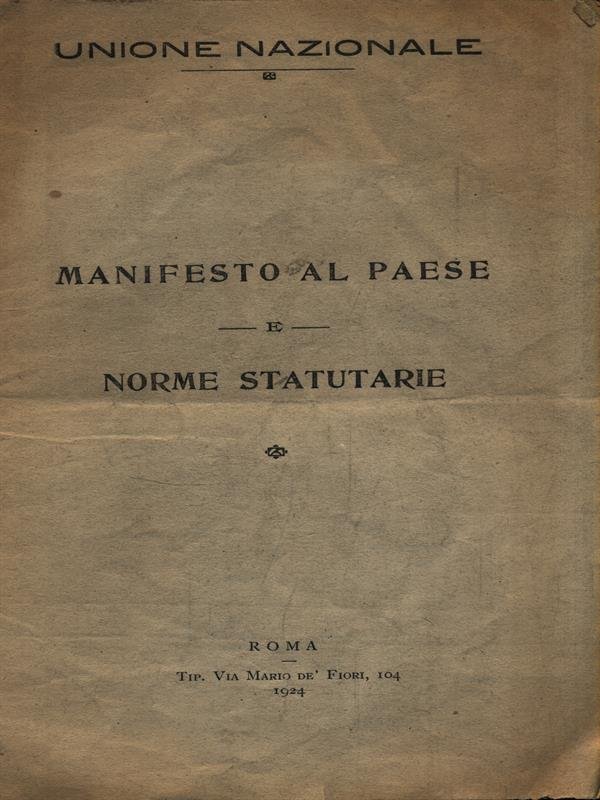 UNIONE NAZIONALE
MANIFESTO AL PAESE
E
NORME STATUTARIE
ROMA
TIP. VIA MARIO DE' FIORI, 104
1924